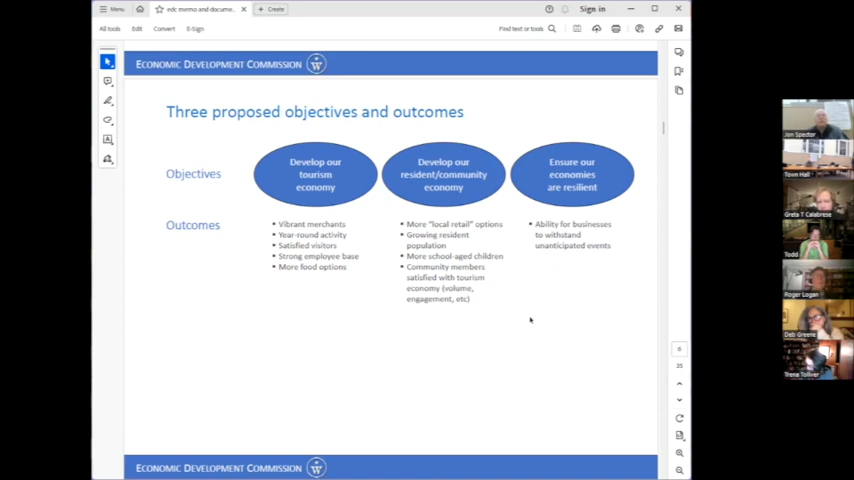 Menu
edc memo and docume...
Create
Sign in
All tools
Edit
Convert
E-Sign
Find text or tools
ECONOMIC DEVELOPMENT COMMISSION
Three proposed objectives and outcomes
Objectives
Develop our
tourism
economy
Develop our
resident/community
economy
Ensure our
economies
are resilient
Outcomes
▪ Vibrant merchants
▪ Year-round activity
▪ Satisfied visitors
▪ Strong employee base
▪ More food options
▪ More "local retail" options
▪ Growing resident
population
▪ More school-aged children
▪ Community members
satisfied with tourism
economy (volume,
engagement, etc)
▪ Ability for businesses
to withstand
unanticipated events
6
35
ECONOMIC DEVELOPMENT COMMISSION
Jon Spector
Town Hall
Greta T Calabrese
Todd
Roger Logan
Deb Greene
Trena Tolliver